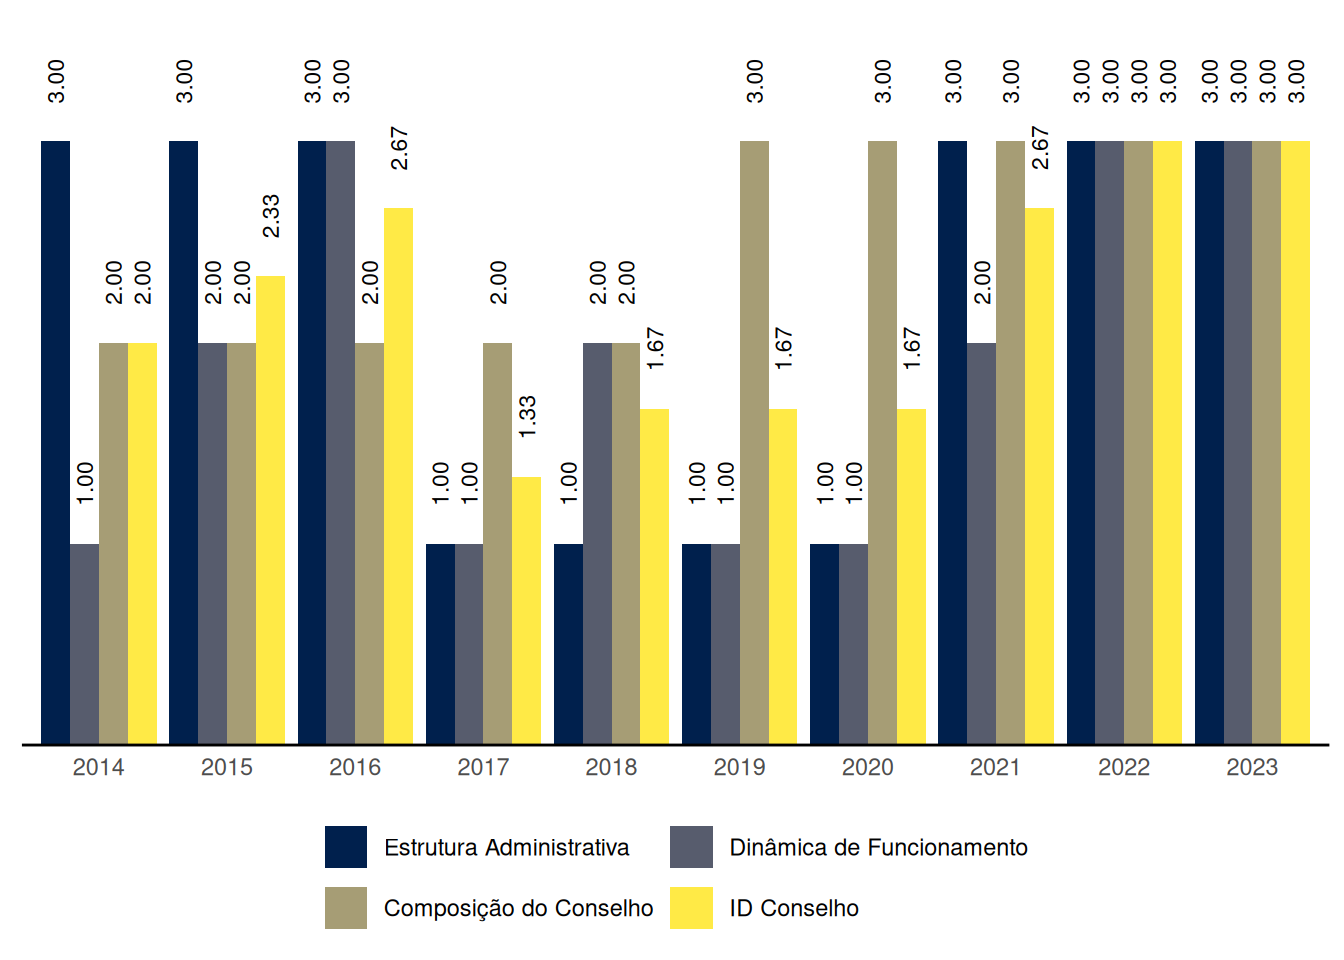 3.00 3.00 3.00 3.00 3.00 3.00 3.00 3.00 3.00 3.00 3.00 3.00 3.00 3.00 3.00 3.00
2.67 2.67
2.33
2.00 2.00 2.00 2.00 2.00 2.00 2.00 2.00 2.00
1.67 1.67 1.67
1.33
1.00 1.00 1.00 1.00 1.00 1.00 1.00 1.00
2014 2015 2016 2017 2018 2019 2020 2021 2022 2023
Estrutura Administrativa Dinâmica de Funcionamento
Composição do Conselho ID Conselho